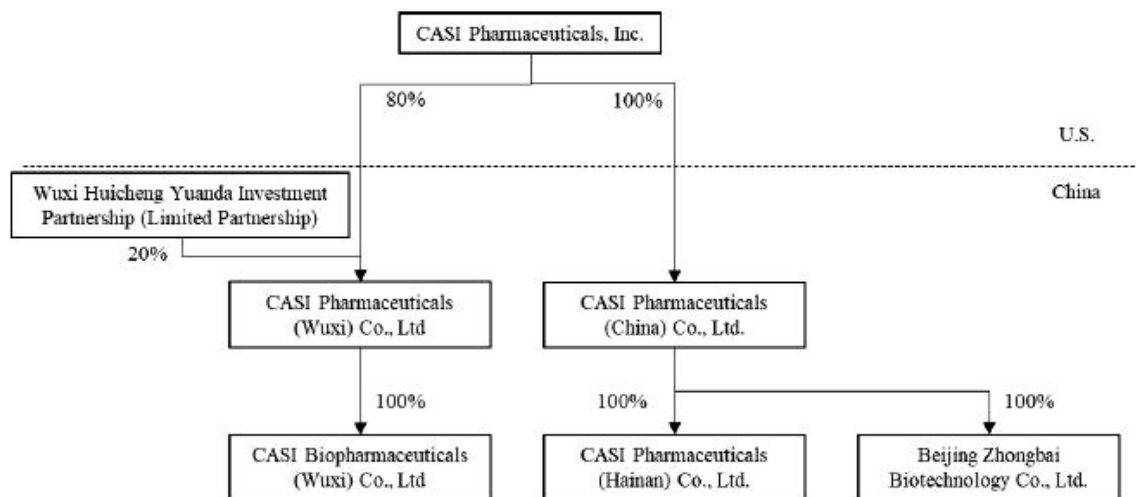 CASI Pharmaceuticals, Inc.
80%
100%
U.S.
China
Wuxi Huicheng Yuanda Investment
Partnership (Limited Partnership)
20%
CASI Pharmaceuticals
(Wuxi) Co., Ltd
CASI Pharmaceuticals
(China) Co., Ltd.
100%
100%
100%
CASI Biopharmaceuticals
(Wuxi) Co., Ltd
CASI Pharmaceuticals
(Hainan) Co., Ltd.
Beijing Zhongbai
Biotechnology Co., Ltd.